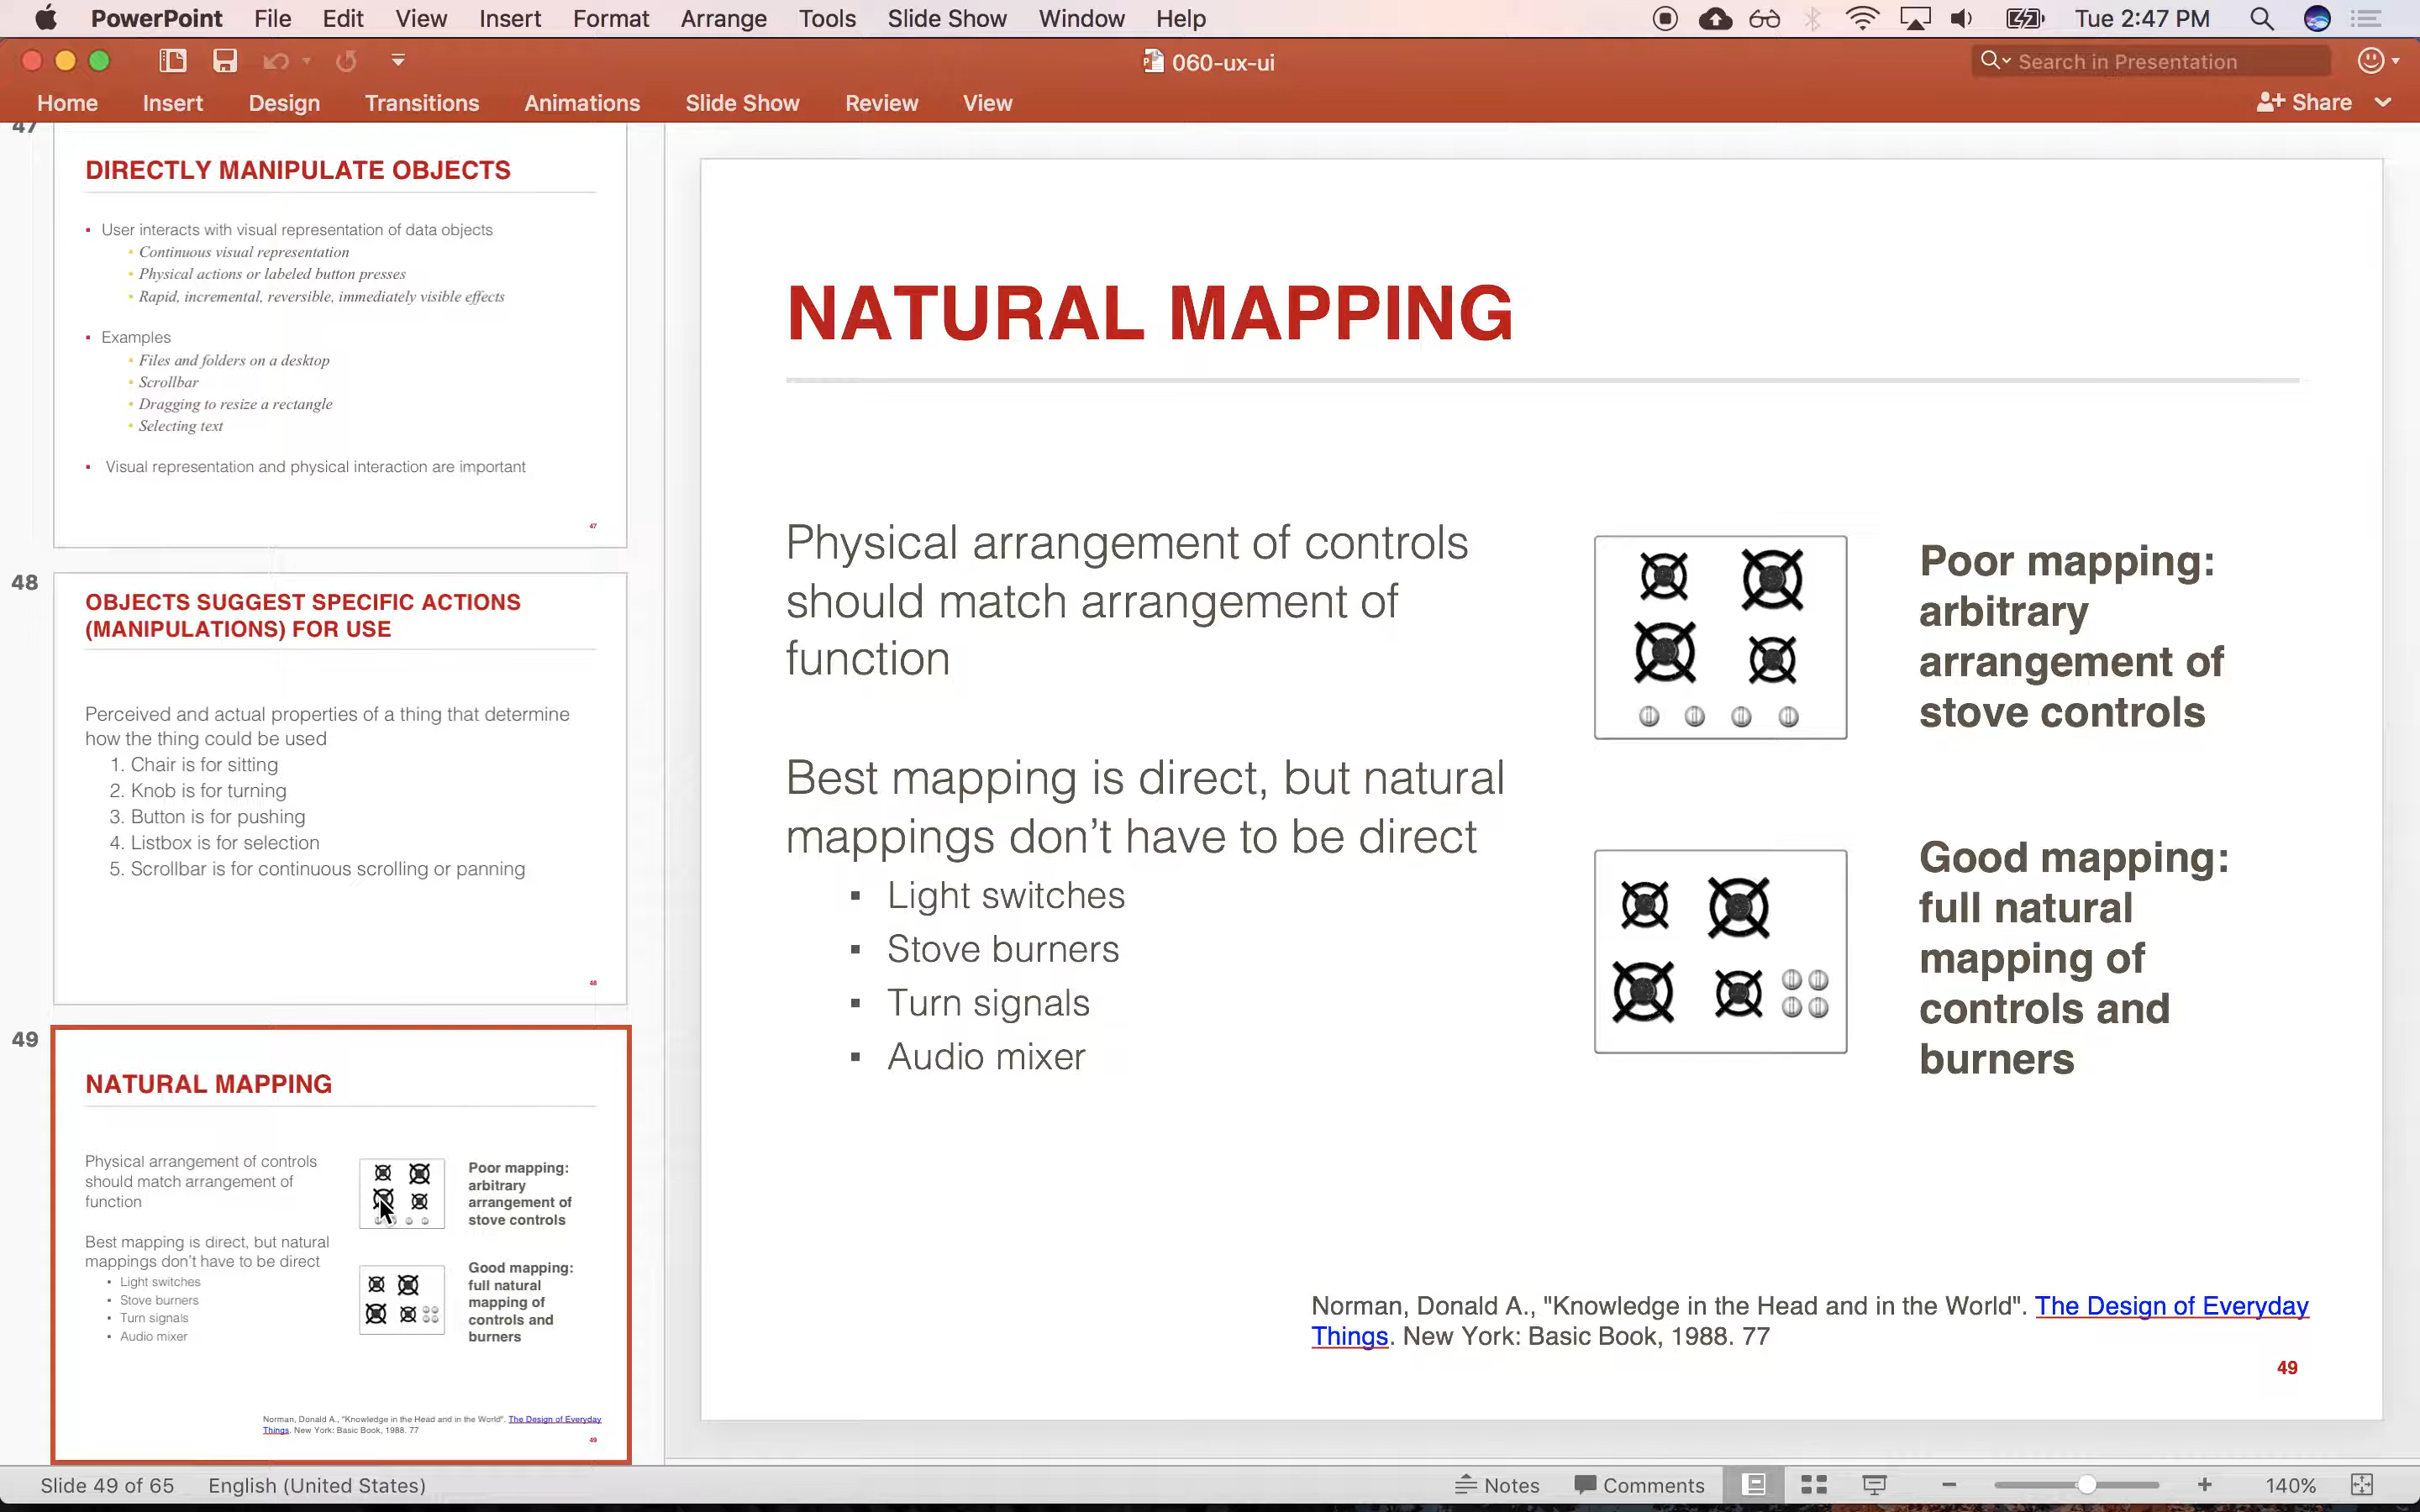 PowerPoint File Edit View Insert Format Arrange Tools Slide Show Window Help Tue 2:47 PM
060-ux-ui
Search in Presentation
Home Insert Design Transitions Animations Slide Show Review View Share
47
DIRECTLY MANIPULATE OBJECTS
▪ User interacts with visual representation of data objects
• Continuous visual representation
• Physical actions or labeled button presses
• Rapid, incremental, reversible, immediately visible effects
▪ Examples
• Files and folders on a desktop
• Scrollbar
• Dragging to resize a rectangle
• Selecting text
▪ Visual representation and physical interaction are important
47
48
OBJECTS SUGGEST SPECIFIC ACTIONS
(MANIPULATIONS) FOR USE
Perceived and actual properties of a thing that determine
how the thing could be used
1. Chair is for sitting
2. Knob is for turning
3. Button is for pushing
4. Listbox is for selection
5. Scrollbar is for continuous scrolling or panning
48
49
NATURAL MAPPING
Physical arrangement of controls
should match arrangement of
function
Best mapping is direct, but natural
mappings don't have to be direct
▪ Light switches
▪ Stove burners
▪ Turn signals
▪ Audio mixer
Poor mapping:
arbitrary
arrangement of
stove controls
Good mapping:
full natural
mapping of
controls and
burners
Norman, Donald A., "Knowledge in the Head and in the World". The Design of Everyday
Things. New York: Basic Book, 1988. 77
49
NATURAL MAPPING
Physical arrangement of controls
should match arrangement of
function
Best mapping is direct, but natural
mappings don't have to be direct
▪ Light switches
▪ Stove burners
▪ Turn signals
▪ Audio mixer
Poor mapping:
arbitrary
arrangement of
stove controls
Good mapping:
full natural
mapping of
controls and
burners
Norman, Donald A., "Knowledge in the Head and in the World". The Design of Everyday
Things. New York: Basic Book, 1988. 77
49
Slide 49 of 65 English (United States) Notes Comments 140%